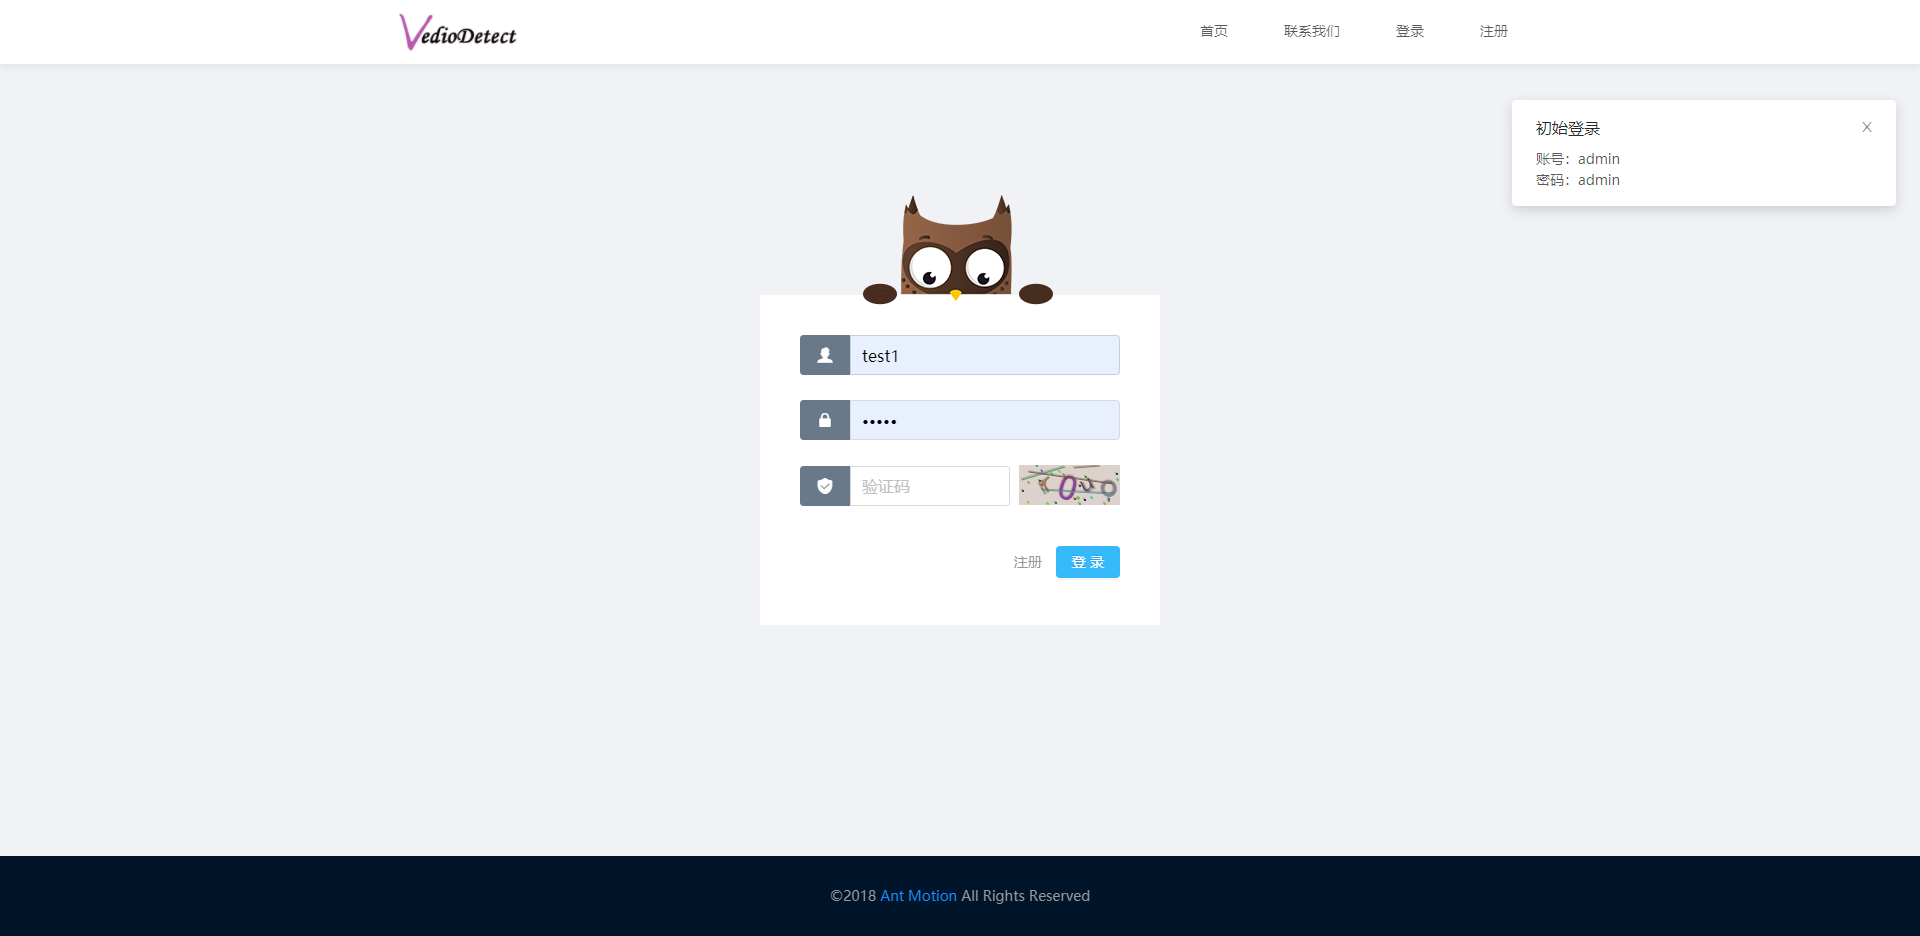 VedioDetect
首页
联系我们
登录
注册
初始登录
账号：admin
密码：admin
test1
•••••
验证码
注册
登 录
©2018 Ant Motion All Rights Reserved